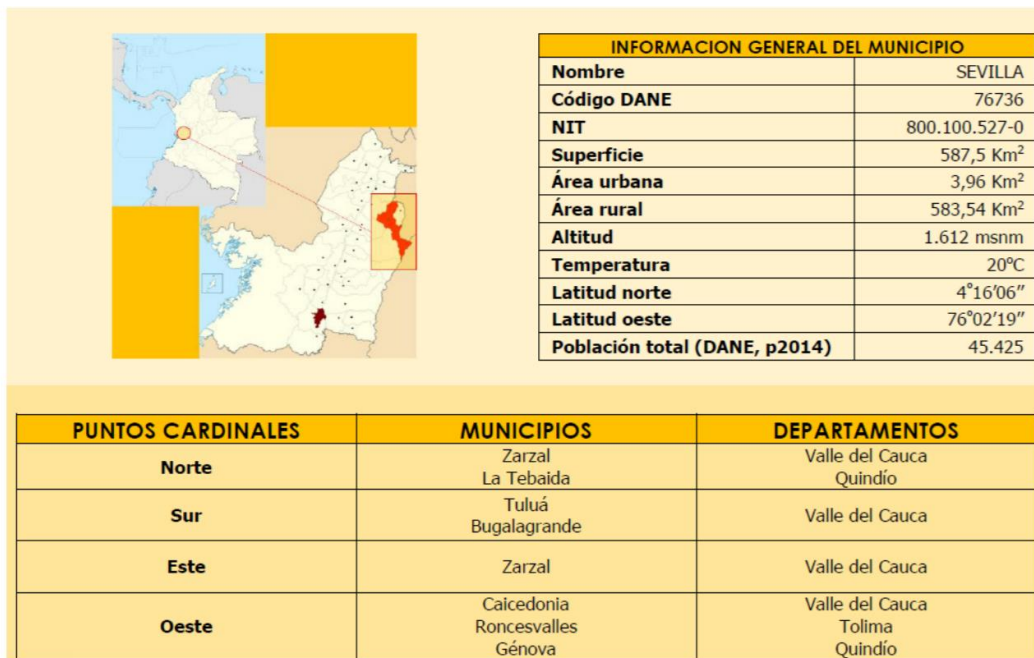 INFORMACION GENERAL DEL MUNICIPIO
Nombre SEVILLA
Código DANE 76736
NIT 800.100.527-0
Superficie 587,5 Km²
Área urbana 3,96 Km²
Área rural 583,54 Km²
Altitud 1.612 msnm
Temperatura 20ºC
Latitud norte 4°16'06”
Latitud oeste 76°02'19”
Población total (DANE, p2014) 45.425
PUNTOS CARDINALES MUNICIPIOS DEPARTAMENTOS
Norte
Zarzal Valle del Cauca
La Tebaida Quindío
Sur
Tuluá
Bugalagrande
Valle del Cauca
Este Zarzal Valle del Cauca
Oeste
Caicedonia Valle del Cauca
Roncesvalles Tolima
Génova Quindío